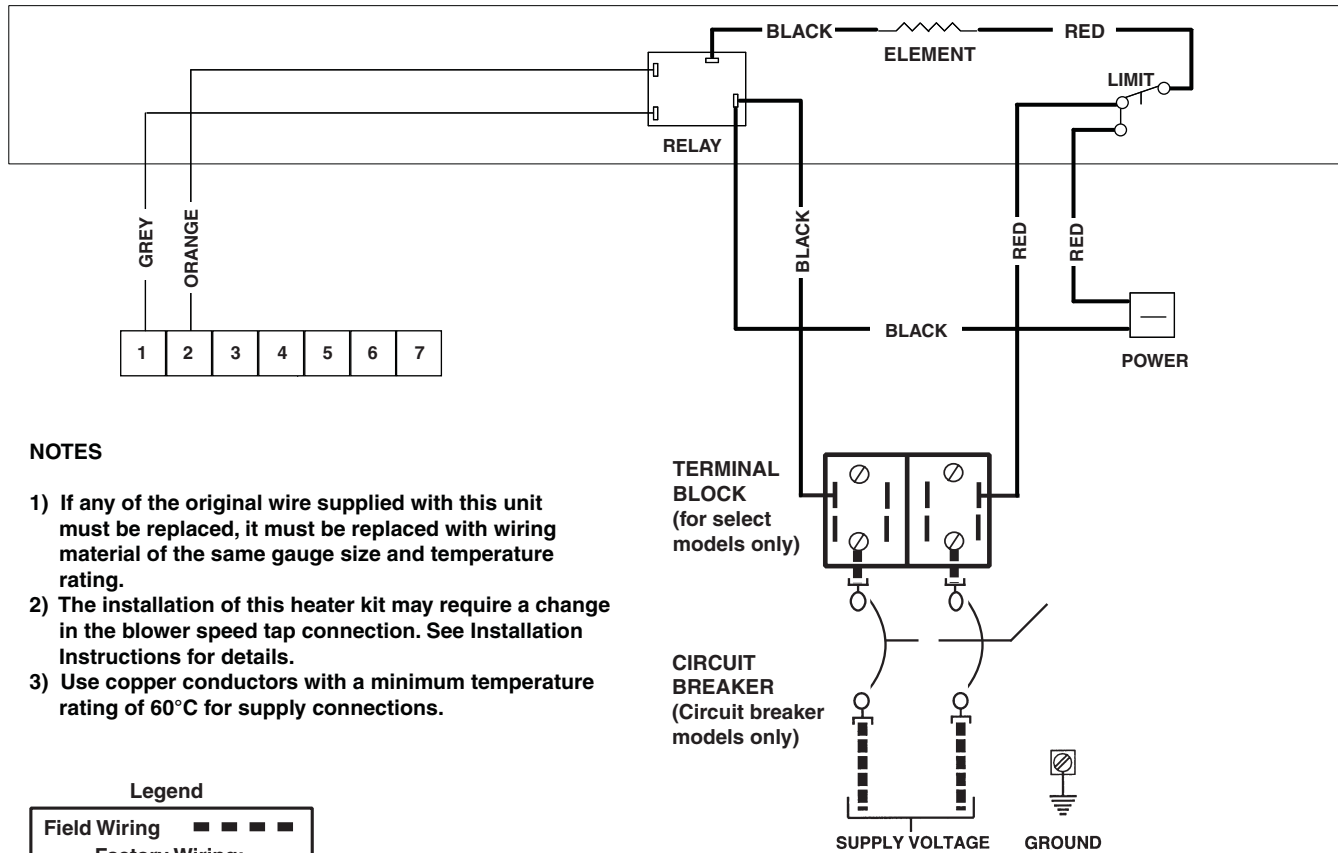 BLACK
ELEMENT
RED
LIMIT
RELAY
GREY
ORANGE
BLACK
RED
RED
BLACK
POWER
1 2 3 4 5 6 7
NOTES
1) If any of the original wire supplied with this unit
must be replaced, it must be replaced with wiring
material of the same gauge size and temperature
rating.
2) The installation of this heater kit may require a change
in the blower speed tap connection. See Installation
Instructions for details.
3) Use copper conductors with a minimum temperature
rating of 60°C for supply connections.
TERMINAL
BLOCK
(for select
models only)
CIRCUIT
BREAKER
(Circuit breaker
models only)
SUPPLY VOLTAGE
GROUND
Legend
Field Wiring
Factory Wiring: